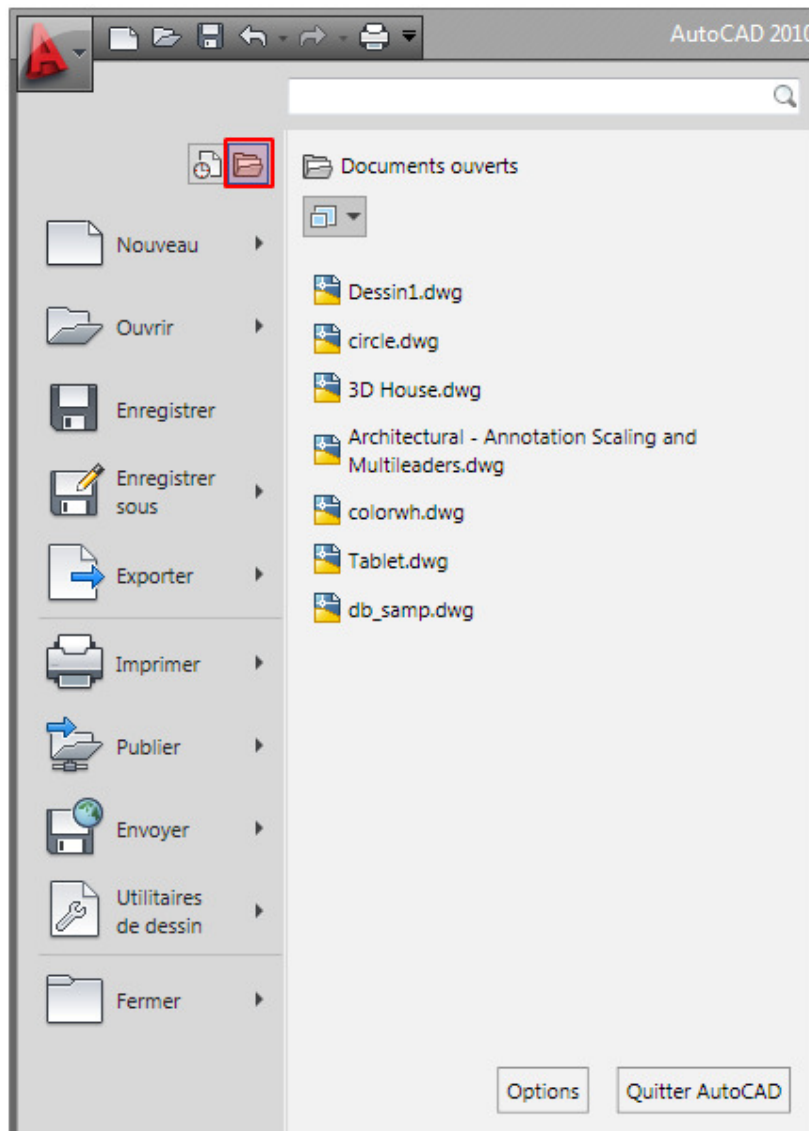 AutoCAD 2010
Documents ouverts
Nouveau
Ouvrir
Enregistrer
Enregistrer
sous
Exporter
Imprimer
Publier
Envoyer
Utilitaires
de dessin
Fermer
Dessin1.dwg
circle.dwg
3D House.dwg
Architectural - Annotation Scaling and
Multileaders.dwg
colorwh.dwg
Tablet.dwg
db_samp.dwg
Options
Quitter AutoCAD